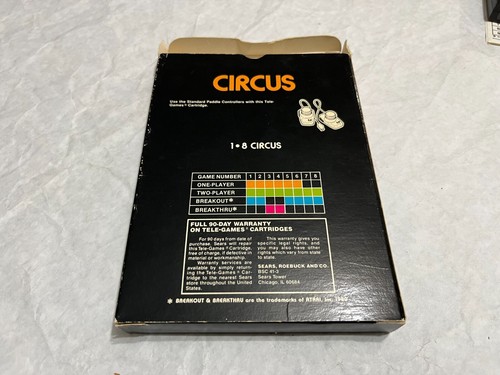 CIRCUS
Use the Standard Paddle Controllers with this Tele-
Games® Cartridge.
1•8 CIRCUS
GAME NUMBER 1 2 3 4 5 6 7 8
ONE-PLAYER
TWO-PLAYER
BREAKOUT*
BREAKTHRU*
FULL 90-DAY WARRANTY
ON TELE-GAMES® CARTRIDGES
For 90 days from date of
purchase, Sears will repair
this Tele-Games® Cartridge,
free of charge, if defective in
material or workmanship.
Warranty services are
available by simply return-
ing the Tele-Games® Car-
tridge to the nearest Sears
store throughout the United
States.
This warranty gives you
specific legal rights, and
you may also have other
rights which vary from state
to state.
SEARS, ROEBUCK AND CO.
BSC 41-3
Sears Tower
Chicago, IL 60684
* BREAKOUT & BREAKTHRU are the trademarks of ATARI, Inc. 1980